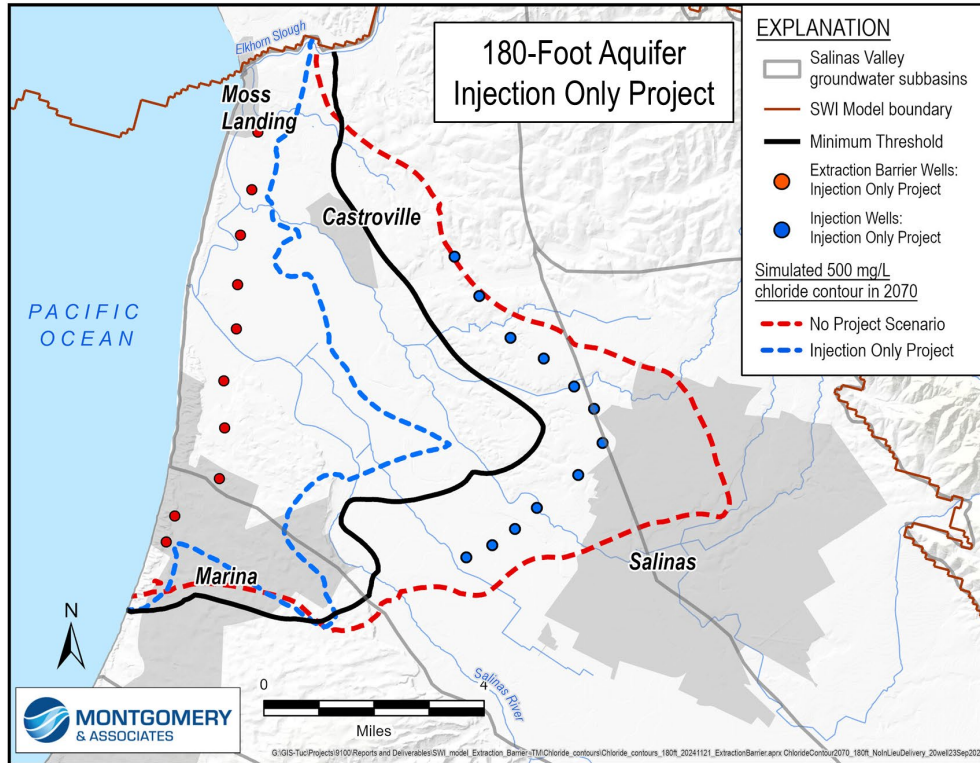 180-Foot Aquifer
Injection Only Project
EXPLANATION
Salinas Valley
groundwater subbasins
SWI Model boundary
Minimum Threshold
Extraction Barrier Wells:
Injection Only Project
Injection Wells:
Injection Only Project
Simulated 500 mg/L
chloride contour in 2070
No Project Scenario
Injection Only Project
Elkhorn Slough
Moss
Landing
Castroville
PACIFIC
OCEAN
Marina
Salinas
Salinas River
N
0 4
Miles
MONTGOMERY
& ASSOCIATES